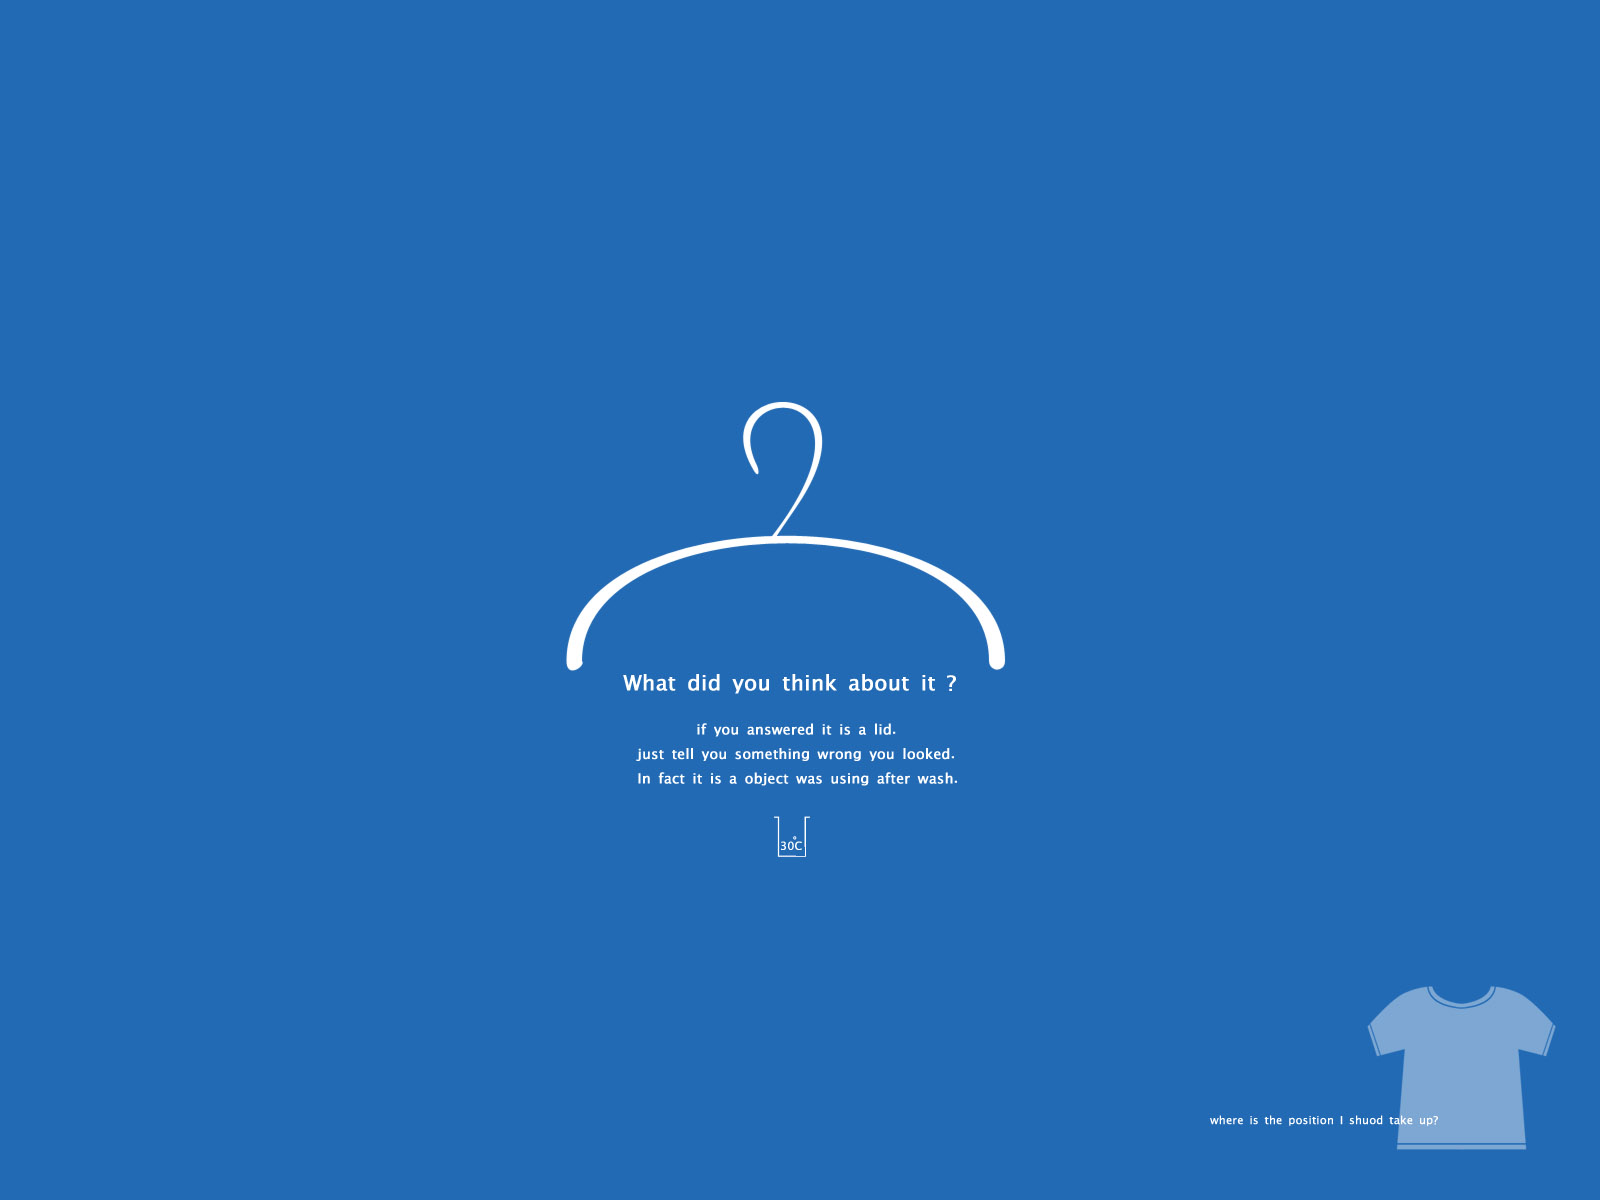 What did you think about it ?
if you answered it is a lid.
just tell you something wrong you looked.
In fact it is a object was using after wash.
30°C
where is the position I shuod take up?